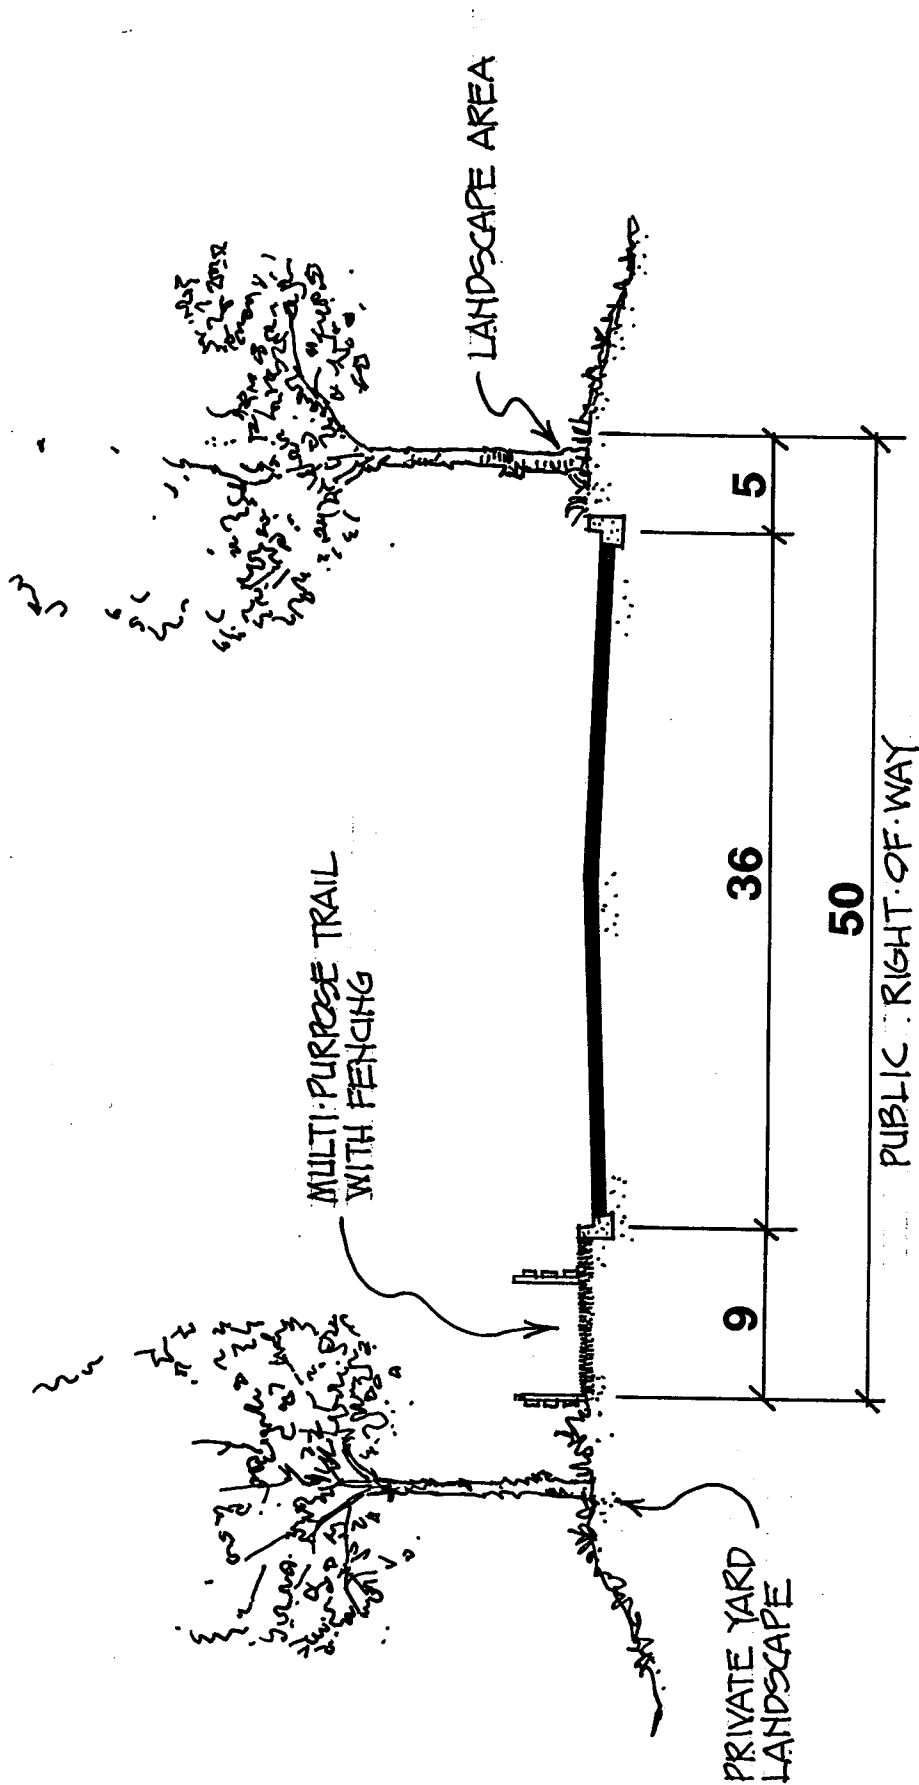 MULTI·PURPOSE TRAIL
WITH FENCING
LANDSCAPE AREA
PRIVATE YARD
LANDSCAPE
9
36
5
50
PUBLIC RIGHT·OF·WAY